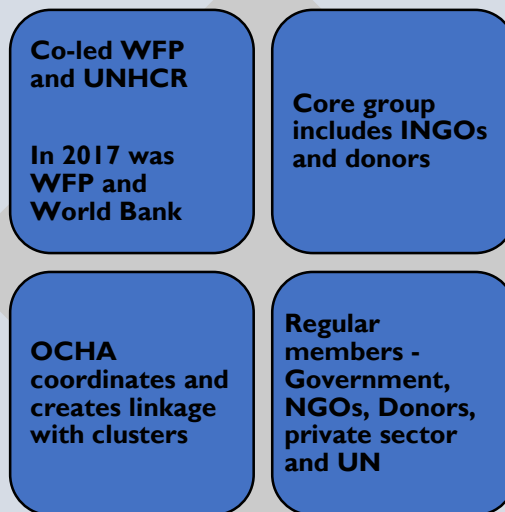 Co-led WFP
and UNHCR
In 2017 was
WFP and
World Bank
Core group
includes INGOs
and donors
OCHA
coordinates and
creates linkage
with clusters
Regular
members -
Government,
NGOs, Donors,
private sector
and UN